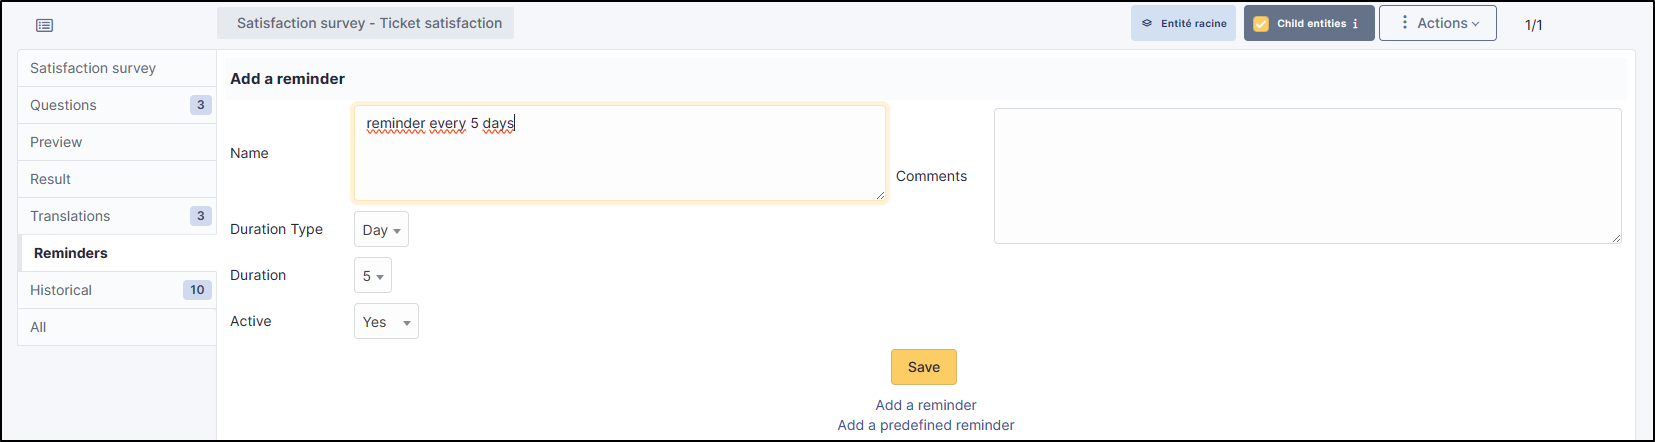 Satisfaction survey - Ticket satisfaction
Entité racine
Child entities i
Actions
1/1
Satisfaction survey
Questions 3
Preview
Result
Translations 3
Reminders
Historical 10
All
Add a reminder
Name
reminder every 5 days
Comments
Duration Type
Day
Duration
5
Active
Yes
Save
Add a reminder
Add a predefined reminder